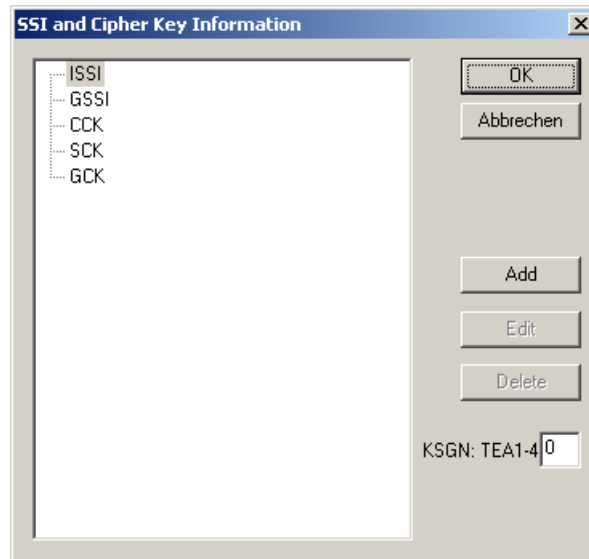 SSI and Cipher Key Information
ISSI
GSSI
CCK
SCK
GCK
OK
Abbrechen
Add
Edit
Delete
KSGN: TEA1-4 0